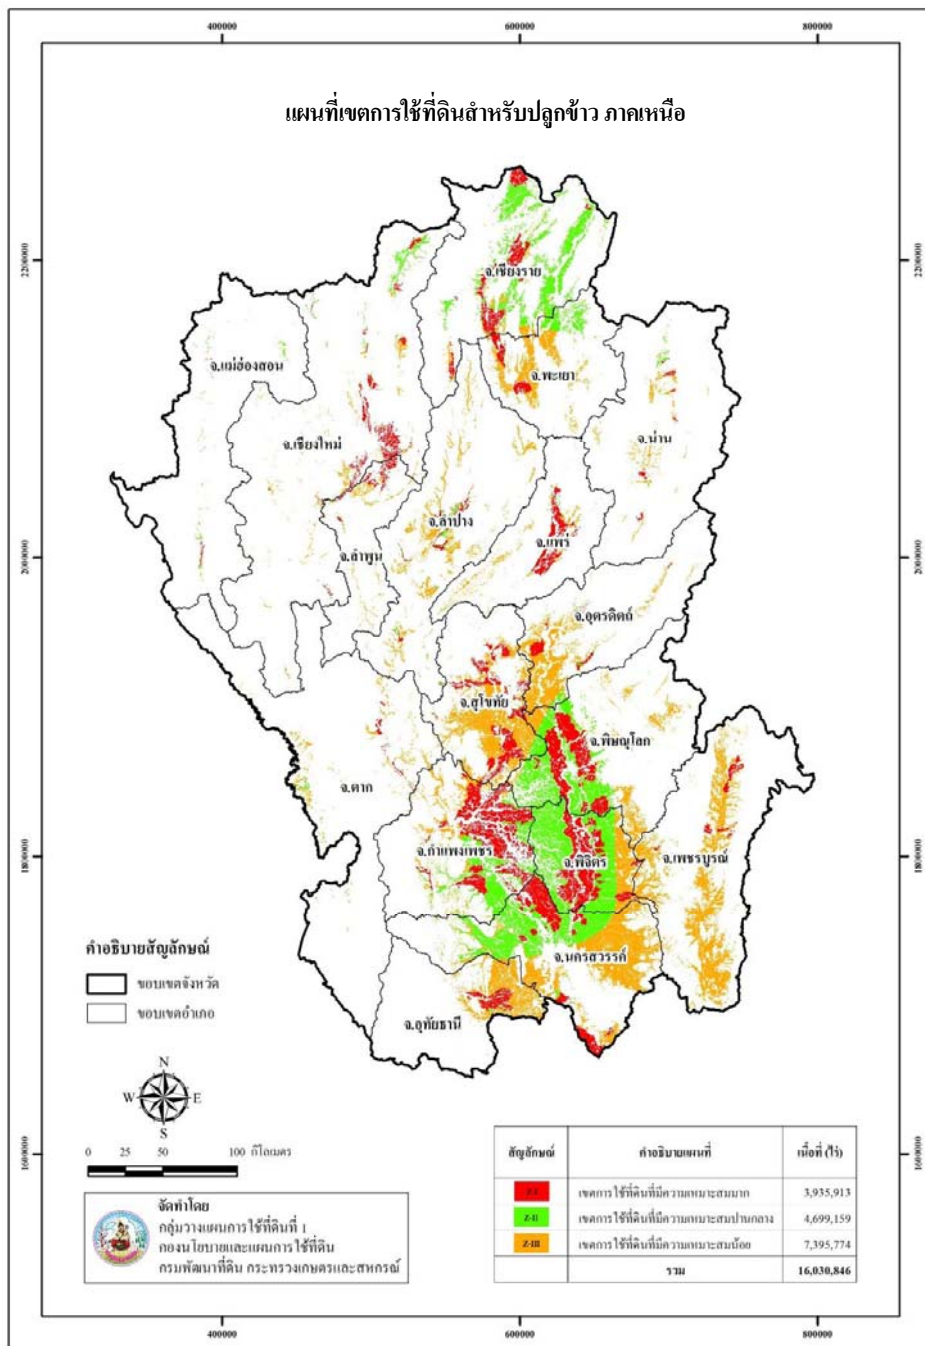 400000 600000 800000
แผนที่เขตการใช้ที่ดินสำหรับปลูกข้าว ภาคเหนือ
2200000 2200000
จ.เชียงราย
จ.แม่ฮ่องสอน
จ.พะเยา
จ.เชียงใหม่
จ.น่าน
จ.ลำปาง
จ.แพร่
จ.ลำพูน
2000000 2000000
จ.อุตรดิตถ์
จ.สุโขทัย
จ.พิษณุโลก
จ.ตาก
จ.กำแพงเพชร
จ.พิจิตร
จ.เพชรบูรณ์
1800000 1800000
จ.นครสวรรค์
จ.อุทัยธานี
คำอธิบายสัญลักษณ์
ขอบเขตจังหวัด
ขอบเขตอำเภอ
N
W E
S
0 25 50 100 กิโลเมตร
1600000 1600000
จัดทำโดย
กลุ่มวางแผนการใช้ที่ดินที่ 1
กองนโยบายและแผนการใช้ที่ดิน
กรมพัฒนาที่ดิน กระทรวงเกษตรและสหกรณ์
สัญลักษณ์ คำอธิบายแผนที่ เนื้อที่ (ไร่)
Z-I เขตการใช้ที่ดินที่มีความเหมาะสมมาก 3,935,913
Z-II เขตการใช้ที่ดินที่มีความเหมาะสมปานกลาง 4,699,159
Z-III เขตการใช้ที่ดินที่มีความเหมาะสมน้อย 7,395,774
รวม 16,030,846
400000 600000 800000